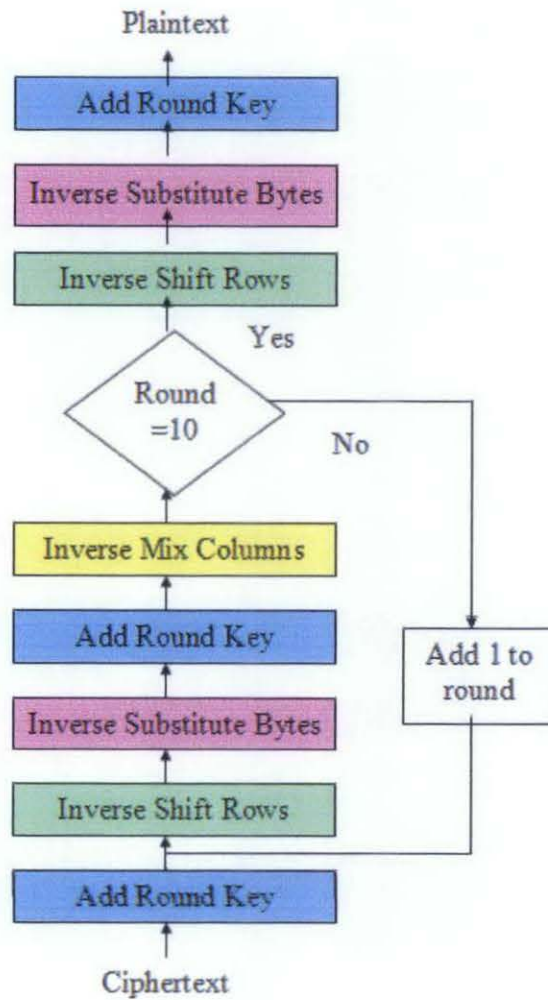 Plaintext
Add Round Key
Inverse Substitute Bytes
Inverse Shift Rows
Yes
Round
=10
No
Inverse Mix Columns
Add Round Key
Add 1 to
round
Inverse Substitute Bytes
Inverse Shift Rows
Add Round Key
Ciphertext